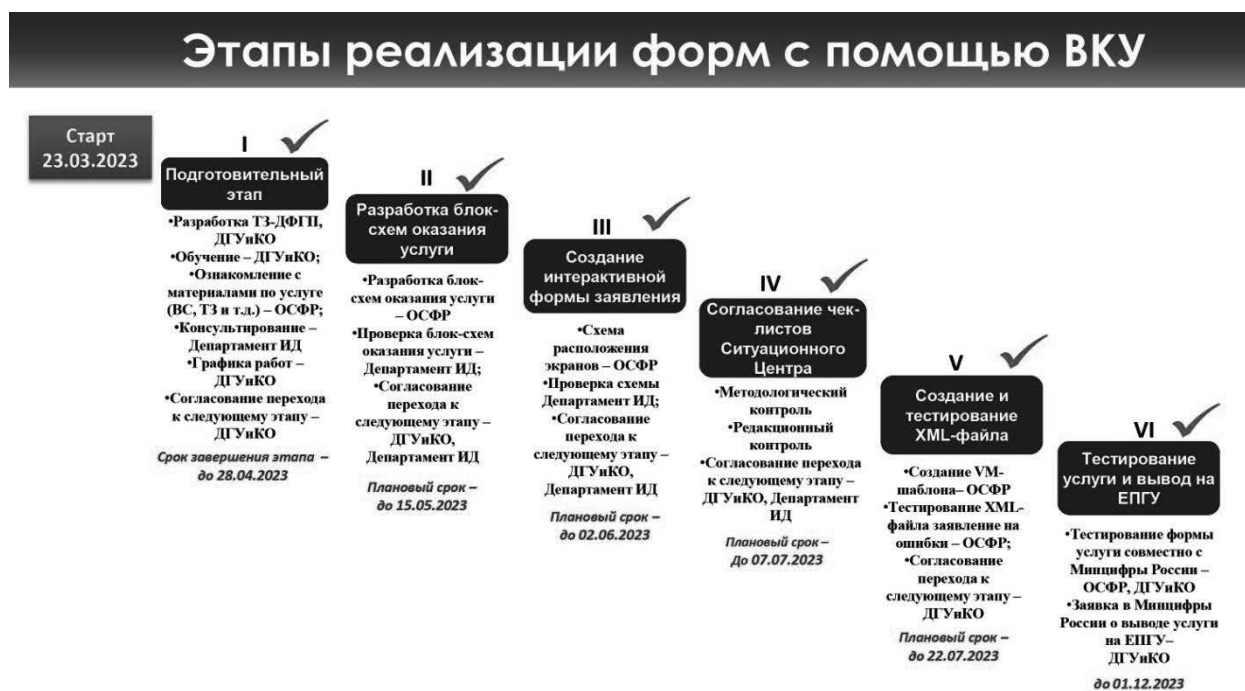 Этапы реализации форм с помощью ВКУ
Старт
23.03.2023
I
Подготовительный
этап
•Разработка ТЗ-ДФГП,
ДГУиКО
•Обучение – ДГУиКО;
•Ознакомление с
материалами по услуге
(ВС, ТЗ и т.д.) – ОСФР;
•Консультирование –
Департамент ИД
•Графика работ –
ДГУиКО
•Согласование перехода
к следующему этапу –
ДГУиКО
Срок завершения этапа –
до 28.04.2023
II
Разработка блок-
схем оказания
услуги
•Разработка блок-
схем оказания услуги
– ОСФР
•Проверка блок-схем
оказания услуги –
Департамент ИД;
•Согласование
перехода к
следующему этапу –
ДГУиКО,
Департамент ИД
Плановый срок –
до 15.05.2023
III
Создание
интерактивной
формы заявления
•Схема
расположения
экранов – ОСФР
•Проверка схемы
Департамент ИД;
•Согласование
перехода к
следующему этапу –
ДГУиКО,
Департамент ИД
Плановый срок –
до 02.06.2023
IV
Согласование чек-
листов
Ситуационного
Центра
•Методологический
контроль
•Редакционный
контроль
•Согласование перехода
к следующему этапу –
ДГУиКО, Департамент
ИД
Плановый срок –
До 07.07.2023
V
Создание и
тестирование
XML-файла
•Создание VM-
шаблона– ОСФР
•Тестирование XML-
файла заявление на
ошибки – ОСФР;
•Согласование
перехода к
следующему этапу –
ДГУиКО
Плановый срок –
до 22.07.2023
VI
Тестирование
услуги и вывод на
ЕПГУ
•Тестирование формы
услуги совместно с
Минцифры России –
ОСФР, ДГУиКО
•Заявка в Минцифры
России о выводе услуги
на ЕПГУ–
ДГУиКО
до 01.12.2023